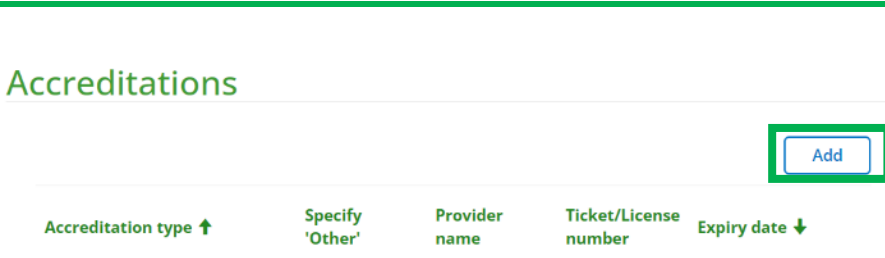 Accreditations
Add
Accreditation type ↑ Specify 'Other' Provider name Ticket/License number Expiry date ↓